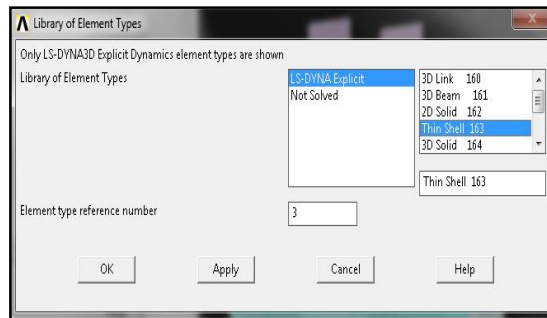 Library of Element Types
Only LS-DYNA3D Explicit Dynamics element types are shown
Library of Element Types
LS-DYNA Explicit
Not Solved
3D Link 160
3D Beam 161
2D Solid 162
Thin Shell 163
3D Solid 164
Thin Shell 163
Element type reference number
3
OK
Apply
Cancel
Help